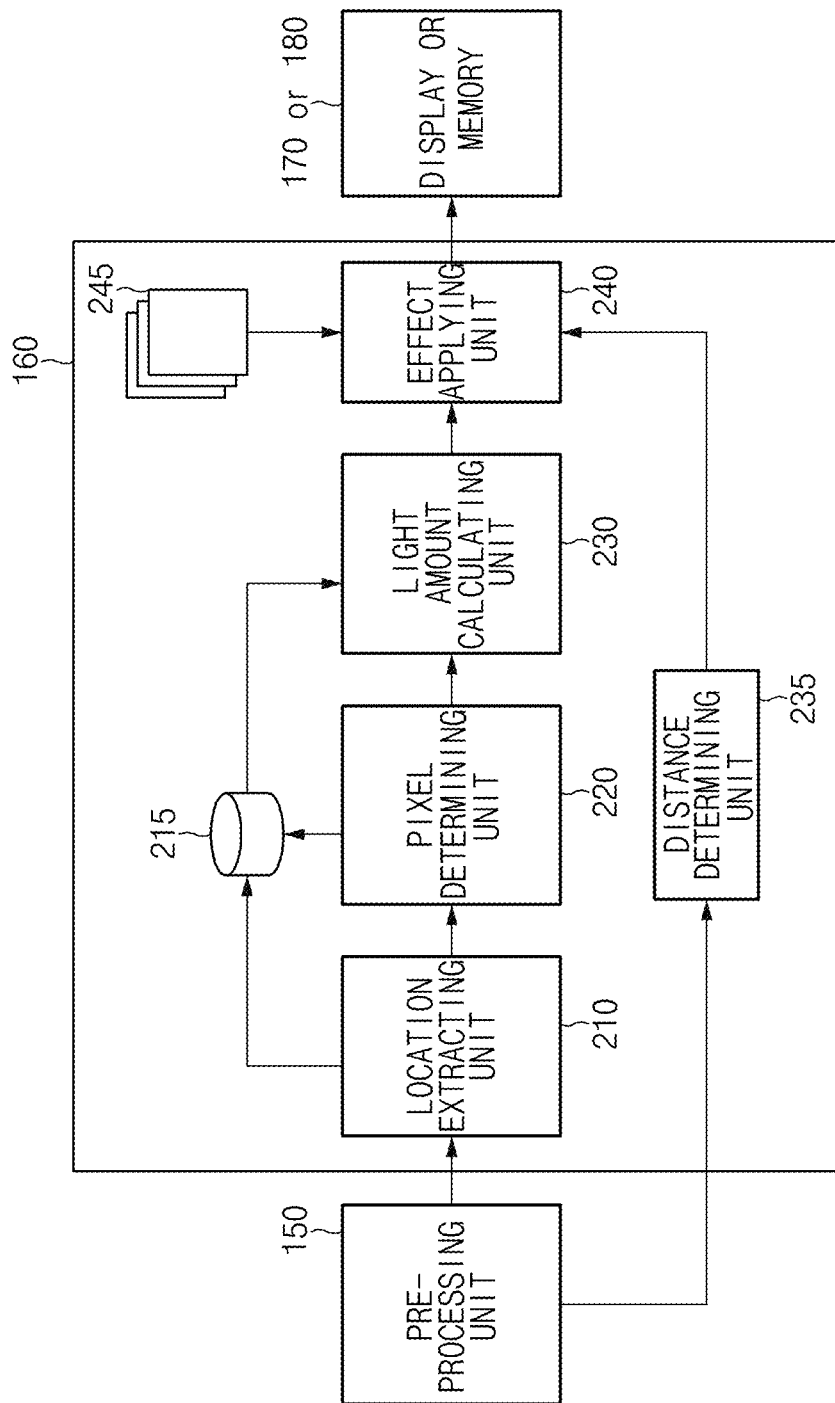 160
150
PRE-
PROCESSING
UNIT
LOCATION
EXTRACTING
UNIT
210
215
PIXEL
DETERMINING
UNIT
220
LIGHT
AMOUNT
CALCULATING
UNIT
230
245
EFFECT
APPLYING
UNIT
240
170 or 180
DISPLAY OR
MEMORY
DISTANCE
DETERMINING
UNIT
235